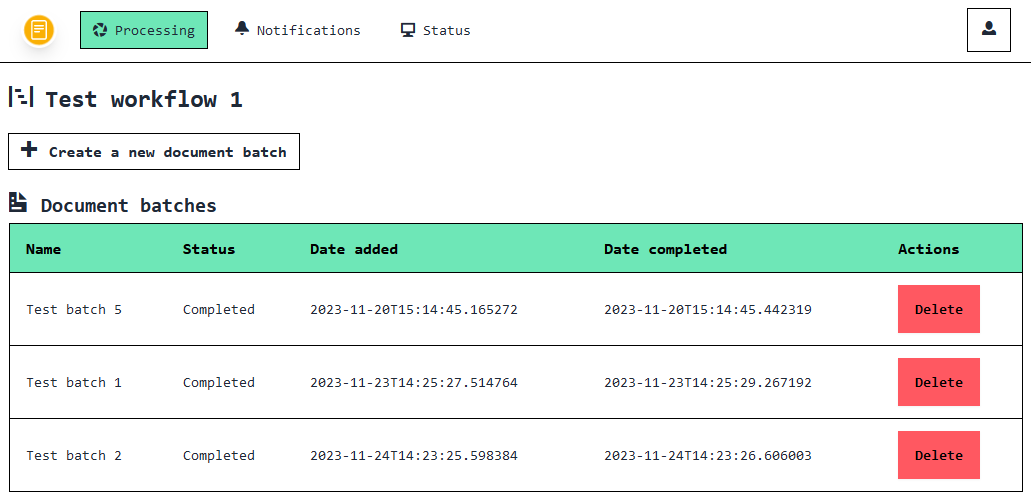 Processing Notifications Status
Test workflow 1
Create a new document batch
Document batches
Name Status Date added Date completed Actions
Test batch 5 Completed 2023-11-20T15:14:45.165272 2023-11-20T15:14:45.442319 Delete
Test batch 1 Completed 2023-11-23T14:25:27.514764 2023-11-23T14:25:29.267192 Delete
Test batch 2 Completed 2023-11-24T14:23:25.598384 2023-11-24T14:23:26.606003 Delete